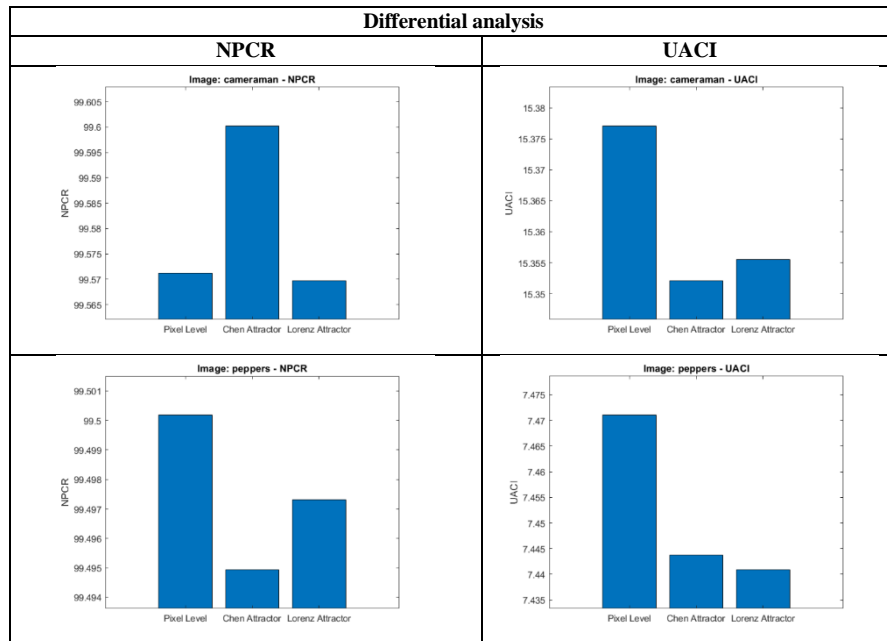 Differential analysis
NPCR
UACI
Image: cameraman - NPCR
99.605
99.6
99.595
99.59
99.585
99.58
99.575
99.57
99.565
NPCR
Pixel Level Chen Attractor Lorenz Attractor
Image: cameraman - UACI
15.38
15.375
15.37
15.365
15.36
15.355
15.35
UACI
Pixel Level Chen Attractor Lorenz Attractor
Image: peppers - NPCR
99.501
99.5
99.499
99.498
99.497
99.496
99.495
99.494
NPCR
Pixel Level Chen Attractor Lorenz Attractor
Image: peppers - UACI
7.475
7.47
7.465
7.46
7.455
7.45
7.445
7.44
7.435
UACI
Pixel Level Chen Attractor Lorenz Attractor